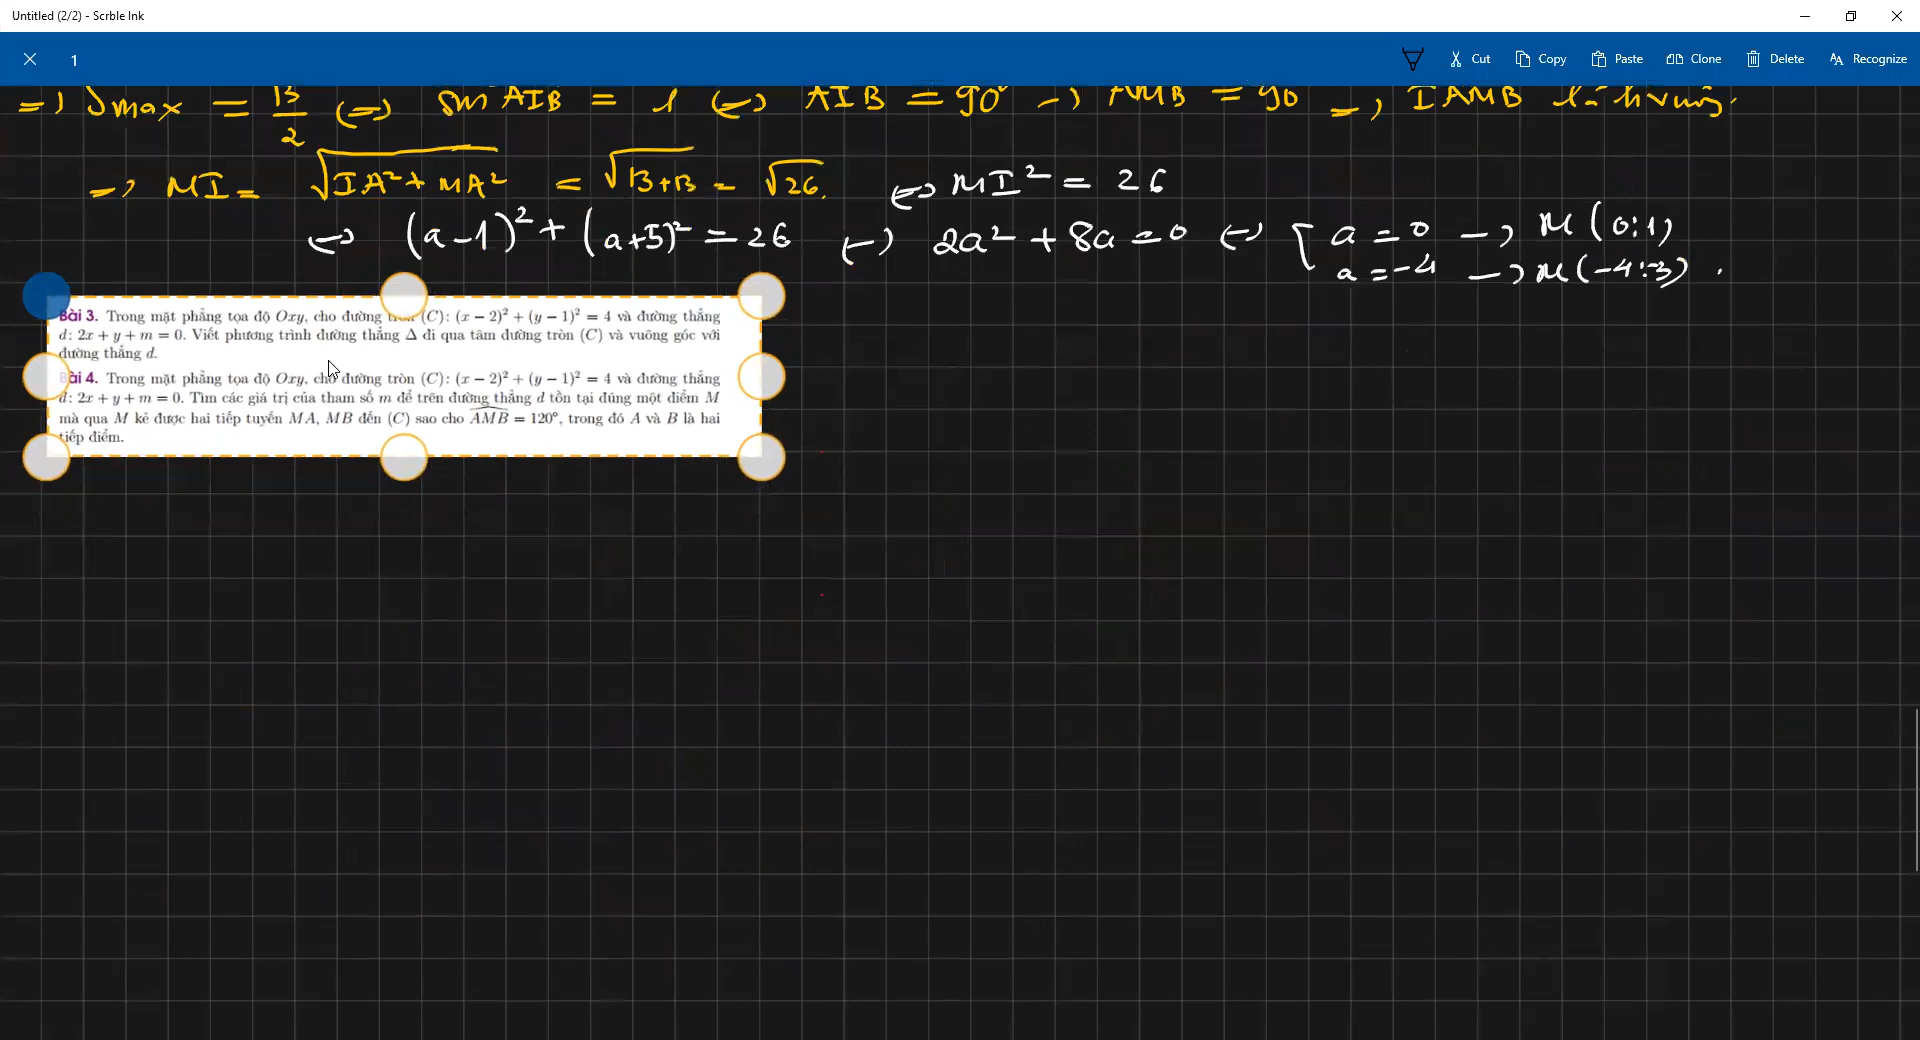 Untitled (2/2) - Scrble Ink
1 Cut Copy Paste Clone Delete Recognize
=> Smax = 13/2 <=> sin AIB = 1 <=> AIB = 90° -> AMB = 90 => IAMB là hvuông.
=> MI = √(IA² + MA²) = √(13+13) = √26. <=> MI² = 26
<=> (a-1)² + (a+5)² = 26 <=> 2a² + 8a = 0 <=> [ a = 0 -> M(0;1)
a = -4 -> M(-4;-3).
Bài 3. Trong mặt phẳng tọa độ Oxy, cho đường (C): (x − 2)² + (y − 1)² = 4 và đường thẳng
d: 2x + y + m = 0. Viết phương trình đường thẳng Δ đi qua tâm đường tròn (C) và vuông góc với
đường thẳng d.
Bài 4. Trong mặt phẳng tọa độ Oxy, cho đường tròn (C): (x − 2)² + (y − 1)² = 4 và đường thẳng
d: 2x + y + m = 0. Tìm các giá trị của tham số m để trên đường thẳng d tồn tại đúng một điểm M
mà qua M kẻ được hai tiếp tuyến MA, MB đến (C) sao cho AMB = 120°, trong đó A và B là hai
tiếp điểm.